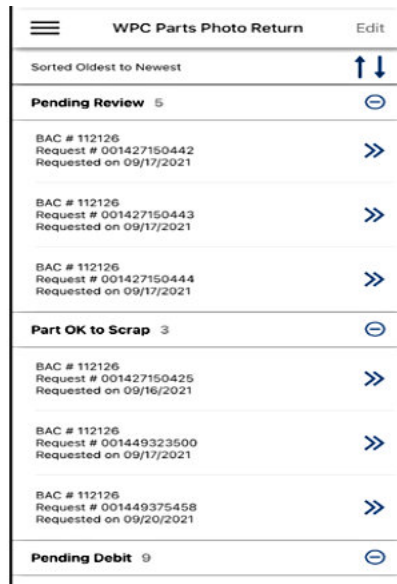 WPC Parts Photo Return Edit
Sorted Oldest to Newest
Pending Review 5
BAC # 112126
Request # 001427150442
Requested on 09/17/2021
BAC # 112126
Request # 001427150443
Requested on 09/17/2021
BAC # 112126
Request # 001427150444
Requested on 09/17/2021
Part OK to Scrap 3
BAC # 112126
Request # 001427150425
Requested on 09/16/2021
BAC # 112126
Request # 001449323500
Requested on 09/17/2021
BAC # 112126
Request # 001449375458
Requested on 09/20/2021
Pending Debit 9